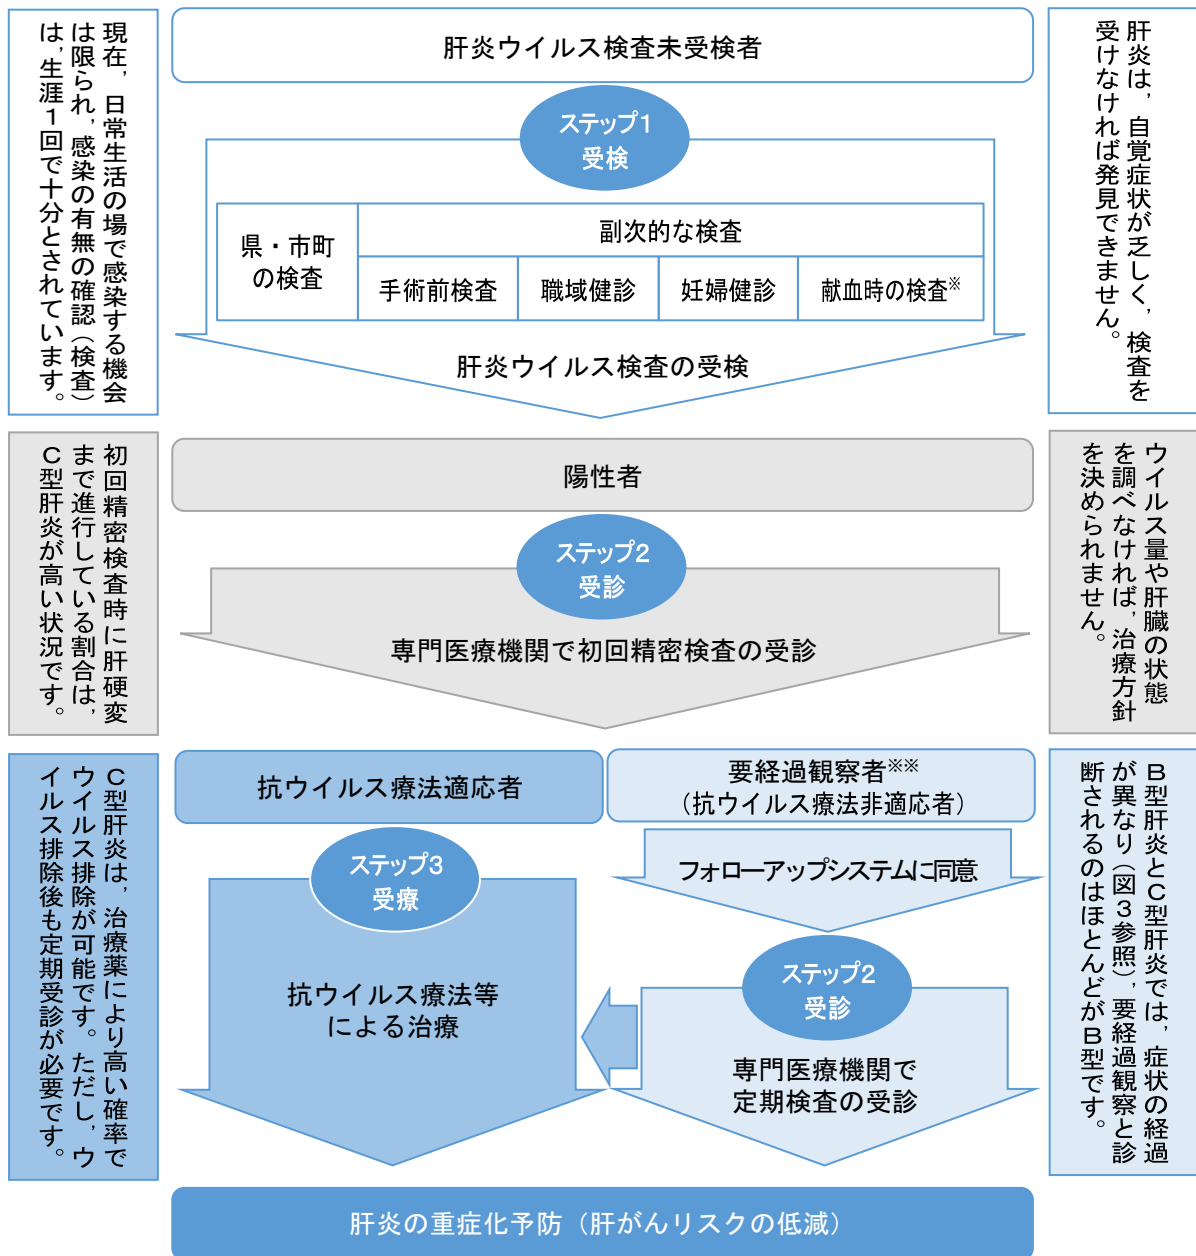 肝炎ウイルス検査未受検者
肝炎は，自覚症状が乏しく，検査を
受けなければ発見できません。
現在，日常生活の場で感染する機会
は限られ，感染の有無の確認（検査）
は，生涯１回で十分とされています。
ステップ1
受検
県・市町
の検査
副次的な検査
手術前検査
職域健診
妊婦健診
献血時の検査※
肝炎ウイルス検査の受検
陽性者
ウイルス量や肝臓の状態
を調べなければ，治療方針
を決められません。
初回精密検査時に肝硬変
まで進行している割合は，
Ｃ型肝炎が高い状況です。
ステップ2
受診
専門医療機関で初回精密検査の受診
抗ウイルス療法適応者
要経過観察者※※
（抗ウイルス療法非適応者）
Ｂ型肝炎とＣ型肝炎では，症状の経過
が異なり（図３参照），要経過観察と診
断されるのはほとんどがＢ型です。
Ｃ型肝炎は，治療薬により高い確率で
ウイルス排除が可能です。ただし，ウ
イルス排除後も定期受診が必要です。
ステップ3
受療
フォローアップシステムに同意
抗ウイルス療法等
による治療
ステップ2
受診
専門医療機関で
定期検査の受診
肝炎の重症化予防（肝がんリスクの低減）